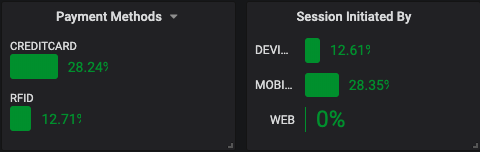 Payment Methods
CREDITCARD
28.24%
RFID
12.71%
Session Initiated By
DEVI...
12.61%
MOBI...
28.35%
WEB
0%